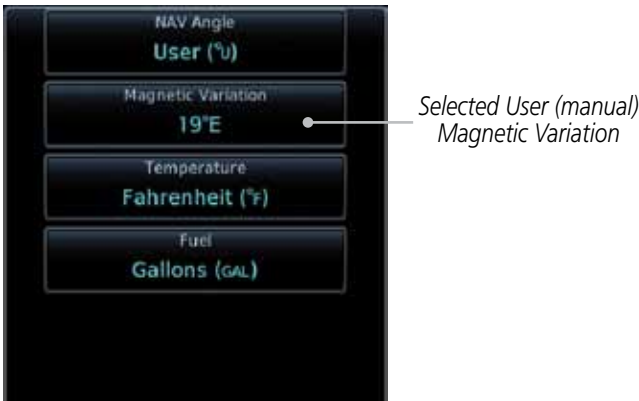 NAV Angle
User (°U)
Magnetic Variation
19°E
Selected User (manual)
Magnetic Variation
Temperature
Fahrenheit (°F)
Fuel
Gallons (GAL)